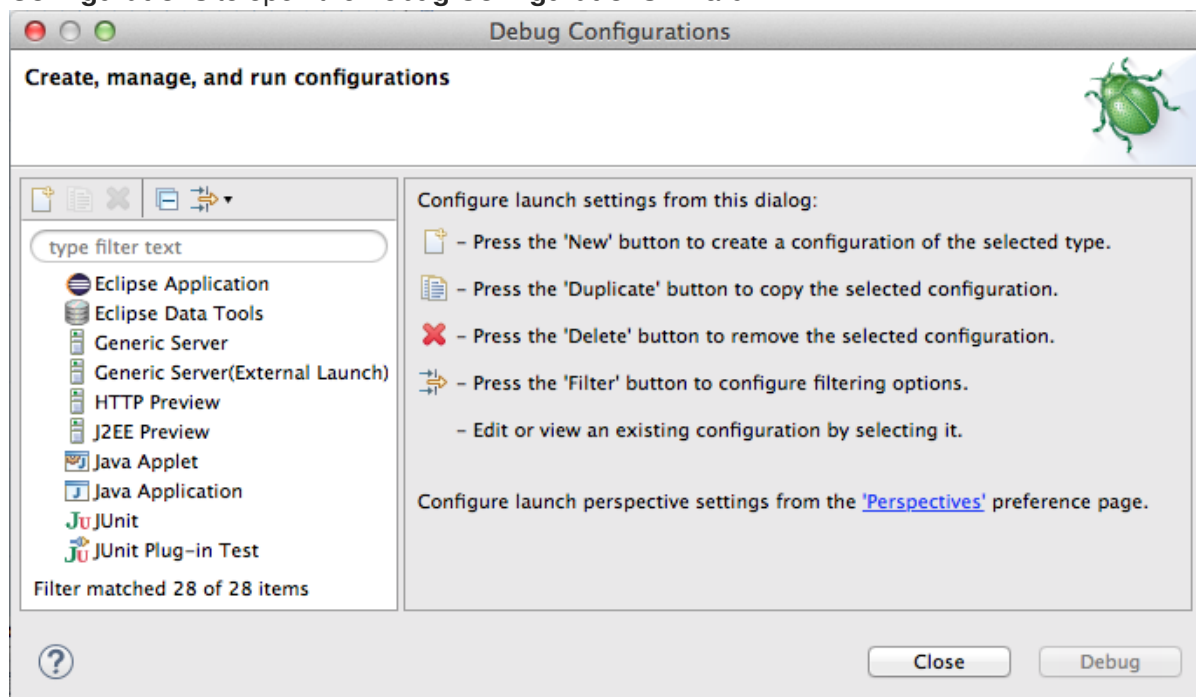 Debug Configurations
Create, manage, and run configurations
type filter text
Eclipse Application
Eclipse Data Tools
Generic Server
Generic Server(External Launch)
HTTP Preview
J2EE Preview
Java Applet
Java Application
JUnit
JUnit Plug-in Test
Filter matched 28 of 28 items
Configure launch settings from this dialog:
– Press the 'New' button to create a configuration of the selected type.
– Press the 'Duplicate' button to copy the selected configuration.
– Press the 'Delete' button to remove the selected configuration.
– Press the 'Filter' button to configure filtering options.
– Edit or view an existing configuration by selecting it.
Configure launch perspective settings from the 'Perspectives' preference page.
?
Close
Debug